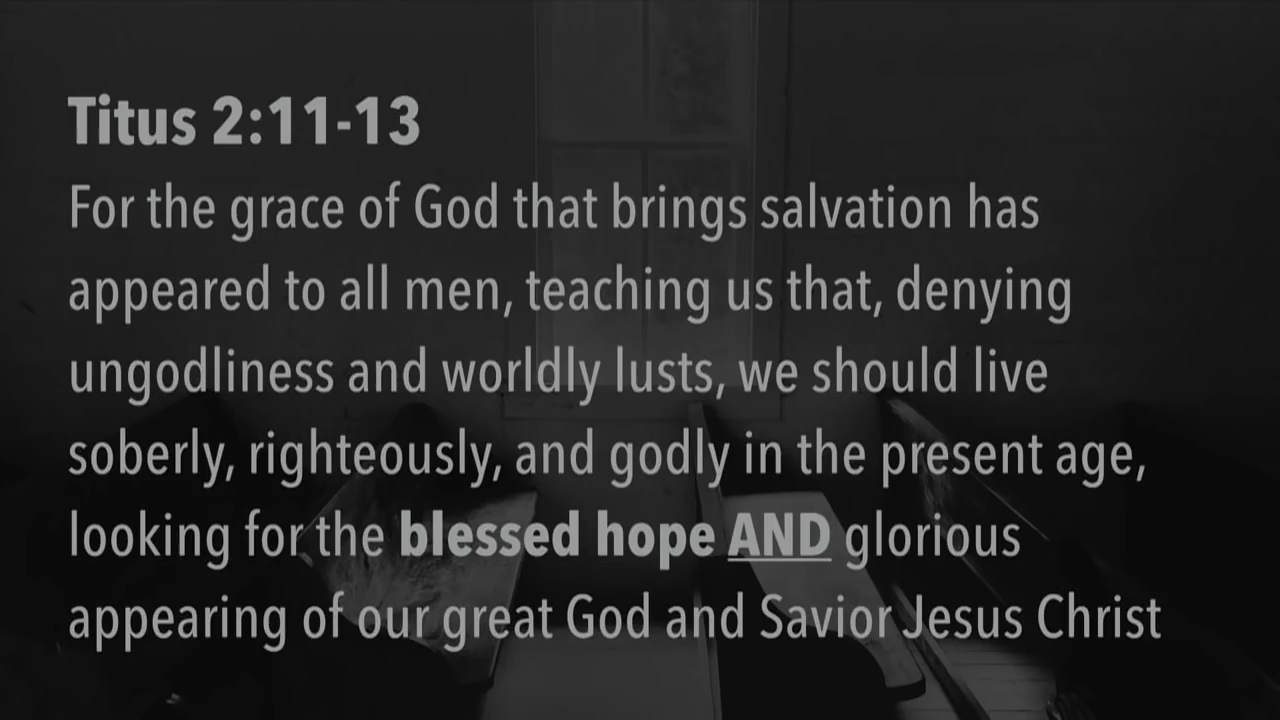 Titus 2:11-13
For the grace of God that brings salvation has
appeared to all men, teaching us that, denying
ungodliness and worldly lusts, we should live
soberly, righteously, and godly in the present age,
looking for the blessed hope AND glorious
appearing of our great God and Savior Jesus Christ